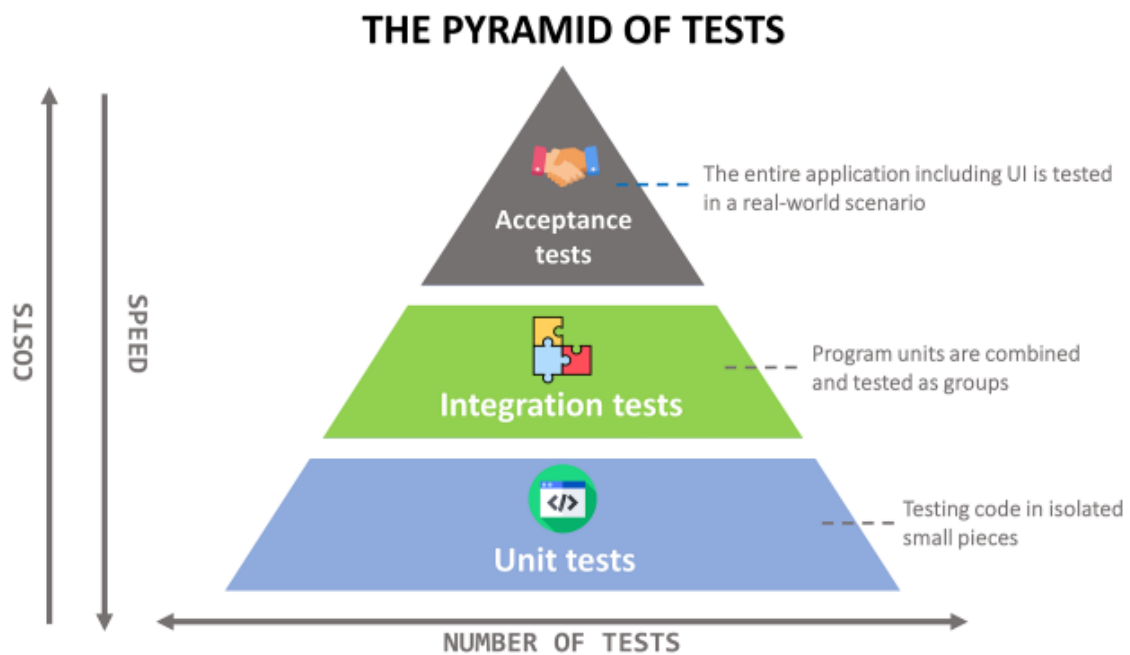 THE PYRAMID OF TESTS
COSTS
SPEED
Acceptance
tests
The entire application including UI is tested
in a real-world scenario
</>
Integration tests
Program units are combined
and tested as groups
Unit tests
Testing code in isolated
small pieces
NUMBER OF TESTS